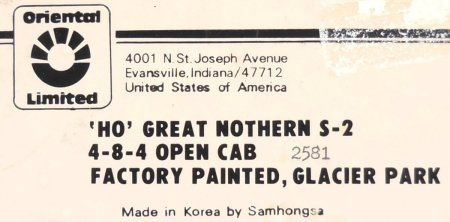 Oriental
Limited
4001 N. St. Joseph Avenue
Evansville, Indiana/47712
United States of America
'HO' GREAT NOTHERN S-2
4-8-4 OPEN CAB 2581
FACTORY PAINTED, GLACIER PARK
Made in Korea by Samhongsa